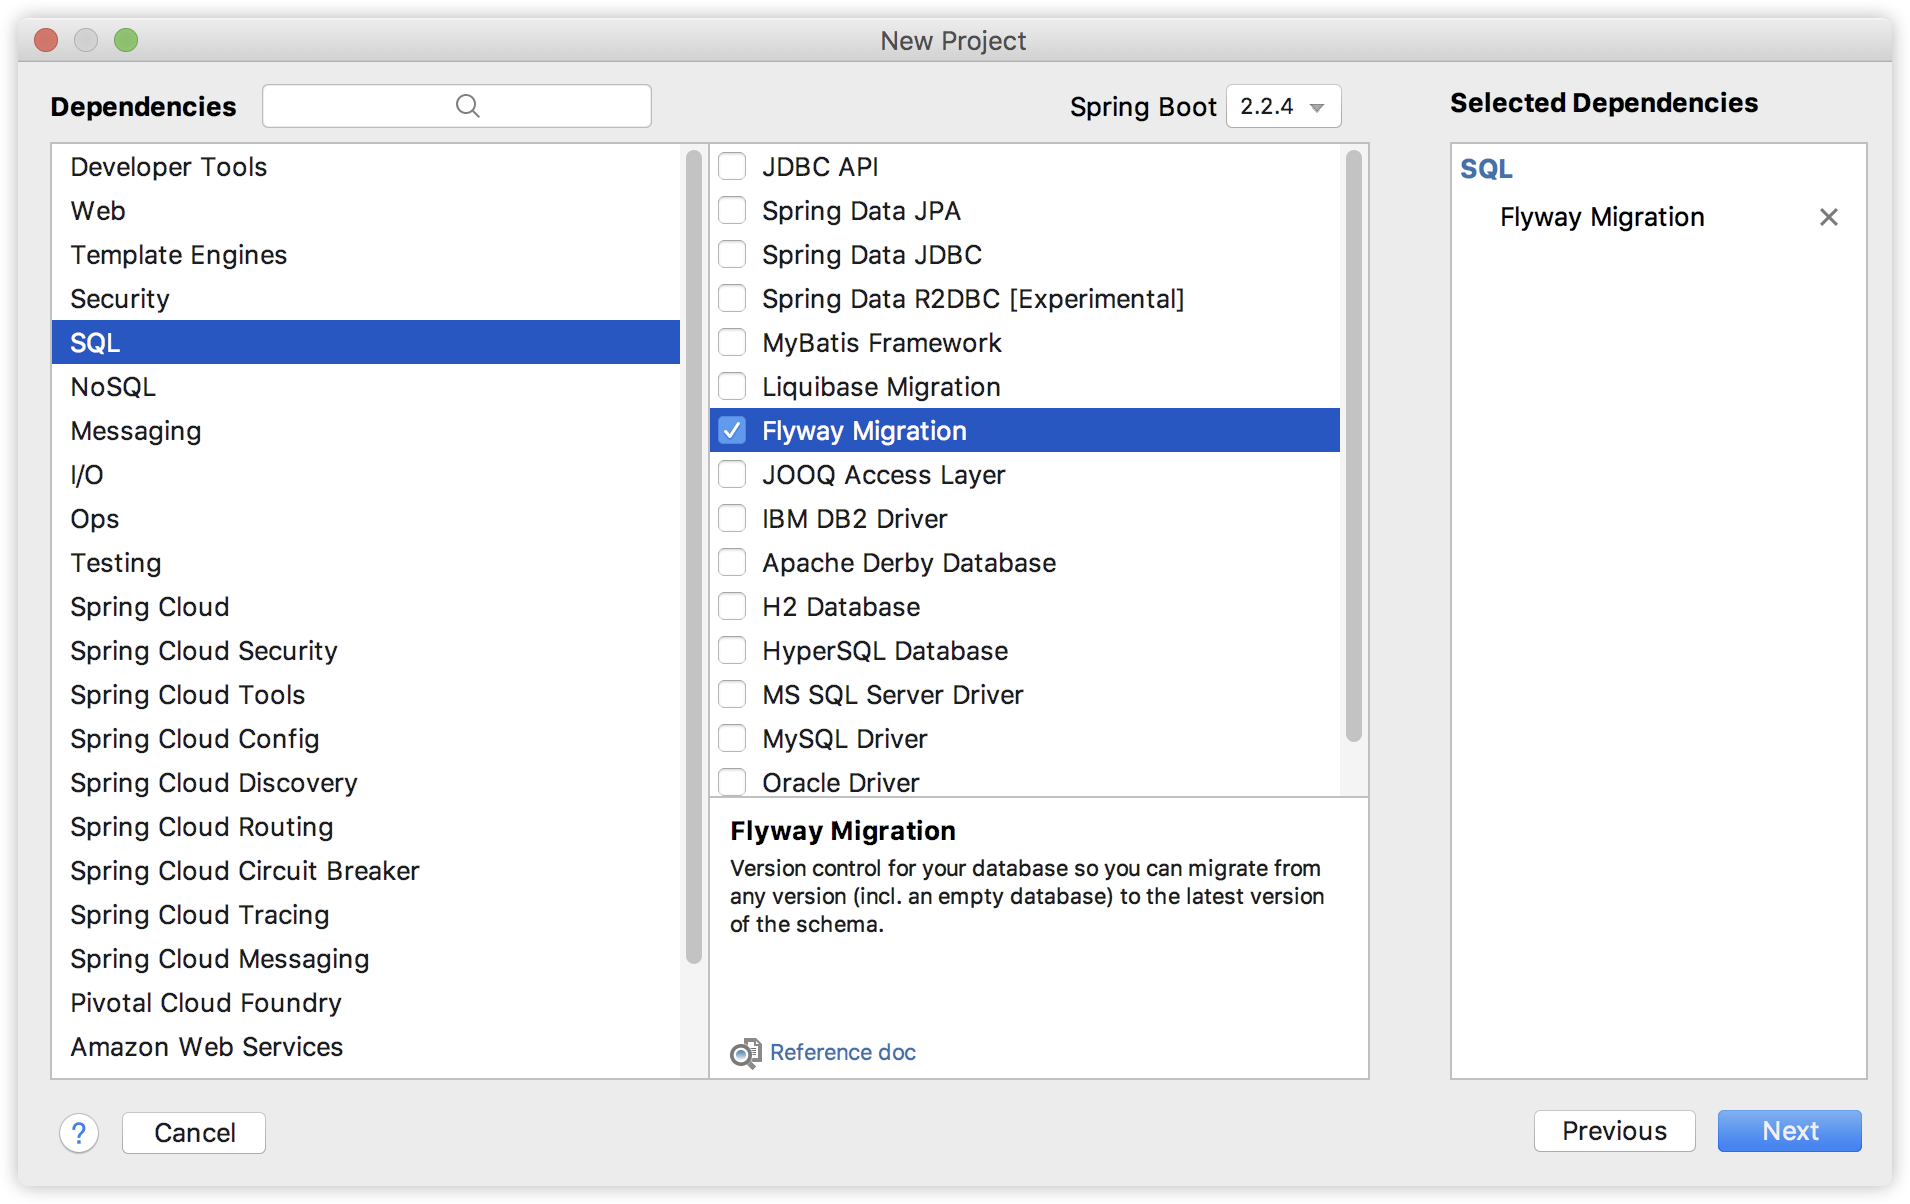 New Project
Dependencies
Spring Boot 2.2.4
Selected Dependencies
Developer Tools
Web
Template Engines
Security
SQL
NoSQL
Messaging
I/O
Ops
Testing
Spring Cloud
Spring Cloud Security
Spring Cloud Tools
Spring Cloud Config
Spring Cloud Discovery
Spring Cloud Routing
Spring Cloud Circuit Breaker
Spring Cloud Tracing
Spring Cloud Messaging
Pivotal Cloud Foundry
Amazon Web Services
JDBC API
Spring Data JPA
Spring Data JDBC
Spring Data R2DBC [Experimental]
MyBatis Framework
Liquibase Migration
Flyway Migration
JOOQ Access Layer
IBM DB2 Driver
Apache Derby Database
H2 Database
HyperSQL Database
MS SQL Server Driver
MySQL Driver
Oracle Driver
Flyway Migration
Version control for your database so you can migrate from
any version (incl. an empty database) to the latest version
of the schema.
Reference doc
SQL
Flyway Migration
?
Cancel
Previous
Next